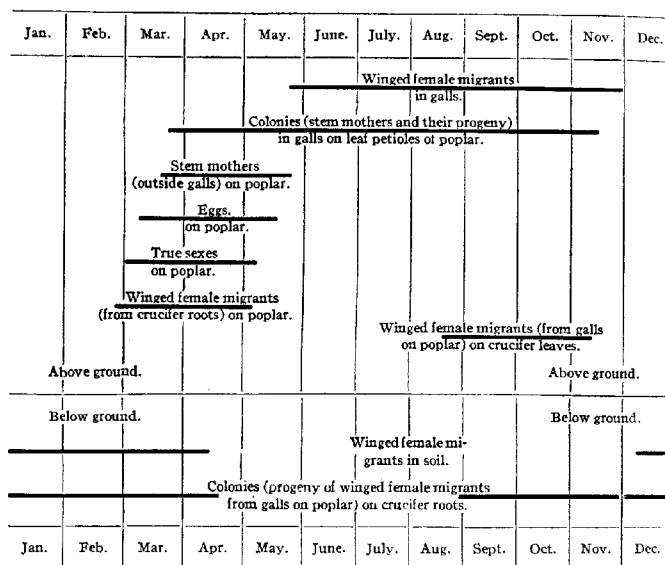 Jan. Feb. Mar. Apr. May. June. July. Aug. Sept. Oct. Nov. Dec.
Winged female migrants
in galls.
Colonies (stem mothers and their progeny)
in galls on leaf petioles of poplar.
Stem mothers
(outside galls) on poplar.
Eggs.
on poplar.
True sexes
on poplar.
Winged female migrants
(from crucifer roots) on poplar.
Winged female migrants (from galls
on poplar) on crucifer leaves.
Above ground. Above ground.
Below ground. Below ground.
Winged female mi-
grants in soil.
Colonies (progeny of winged female migrants
from galls on poplar) on crucifer roots.
Jan. Feb. Mar. Apr. May. June. July. Aug. Sept. Oct. Nov. Dec.